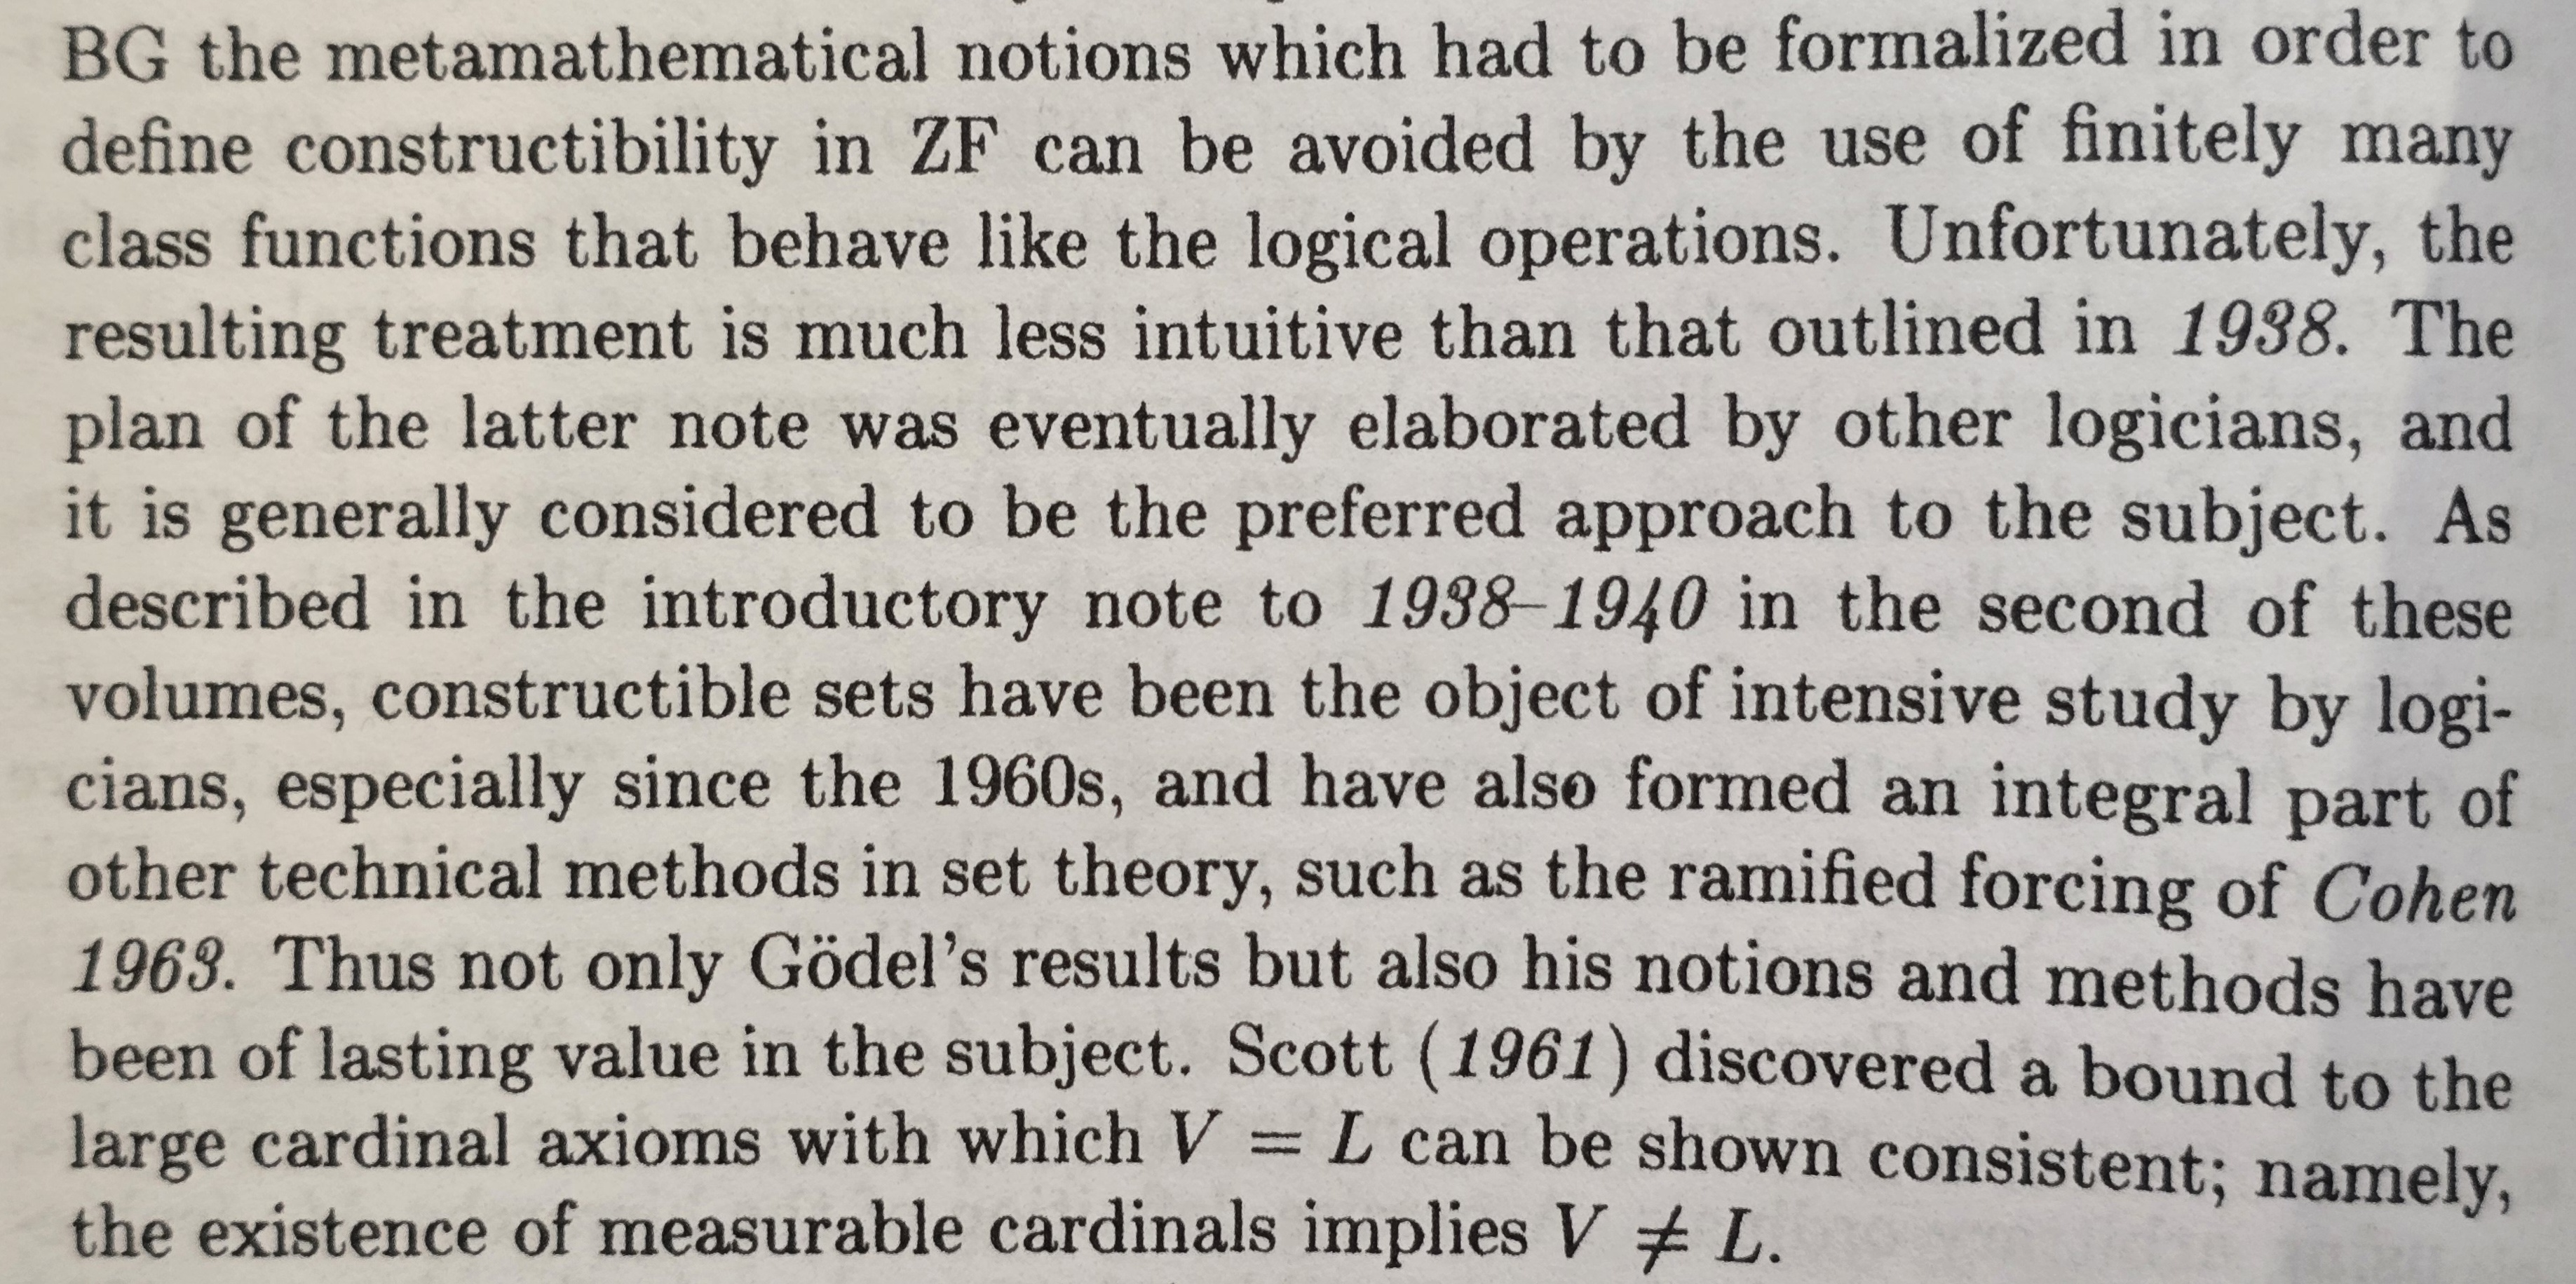 BG the metamathematical notions which had to be formalized in order to
define constructibility in ZF can be avoided by the use of finitely many
class functions that behave like the logical operations. Unfortunately, the
resulting treatment is much less intuitive than that outlined in 1938. The
plan of the latter note was eventually elaborated by other logicians, and
it is generally considered to be the preferred approach to the subject. As
described in the introductory note to 1938–1940 in the second of these
volumes, constructible sets have been the object of intensive study by logi-
cians, especially since the 1960s, and have also formed an integral part of
other technical methods in set theory, such as the ramified forcing of Cohen
1963. Thus not only Gödel's results but also his notions and methods have
been of lasting value in the subject. Scott (1961) discovered a bound to the
large cardinal axioms with which V = L can be shown consistent; namely,
the existence of measurable cardinals implies V ≠ L.